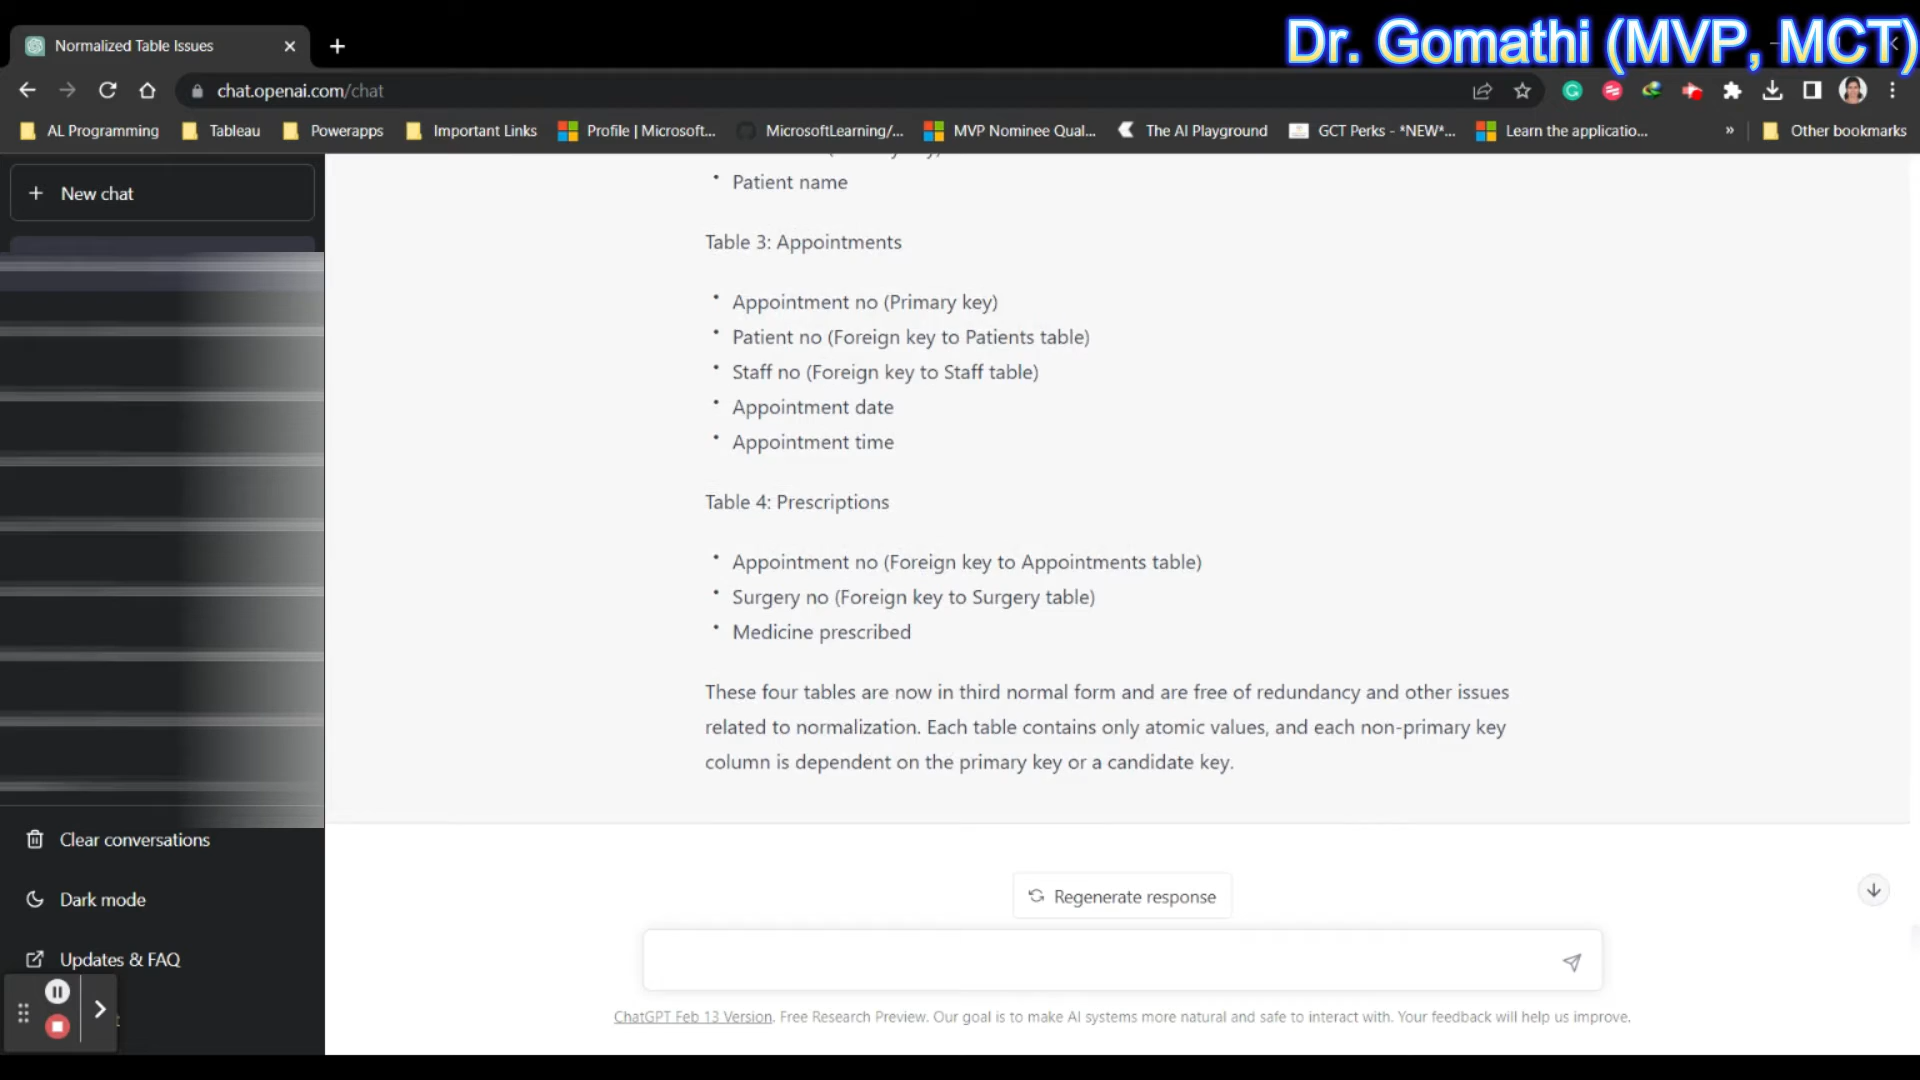 Dr. Gomathi (MVP, MCT)
Normalized Table Issues
chat.openai.com/chat
AL Programming
Tableau
Powerapps
Important Links
Profile | Microsoft...
MicrosoftLearning/...
MVP Nominee Qual...
The AI Playground
GCT Perks - *NEW*...
Learn the applicatio...
»
Other bookmarks
+ New chat
• Patient name
Table 3: Appointments
• Appointment no (Primary key)
• Patient no (Foreign key to Patients table)
• Staff no (Foreign key to Staff table)
• Appointment date
• Appointment time
Table 4: Prescriptions
• Appointment no (Foreign key to Appointments table)
• Surgery no (Foreign key to Surgery table)
• Medicine prescribed
These four tables are now in third normal form and are free of redundancy and other issues
related to normalization. Each table contains only atomic values, and each non-primary key
column is dependent on the primary key or a candidate key.
Clear conversations
Dark mode
Updates & FAQ
Regenerate response
ChatGPT Feb 13 Version. Free Research Preview. Our goal is to make AI systems more natural and safe to interact with. Your feedback will help us improve.